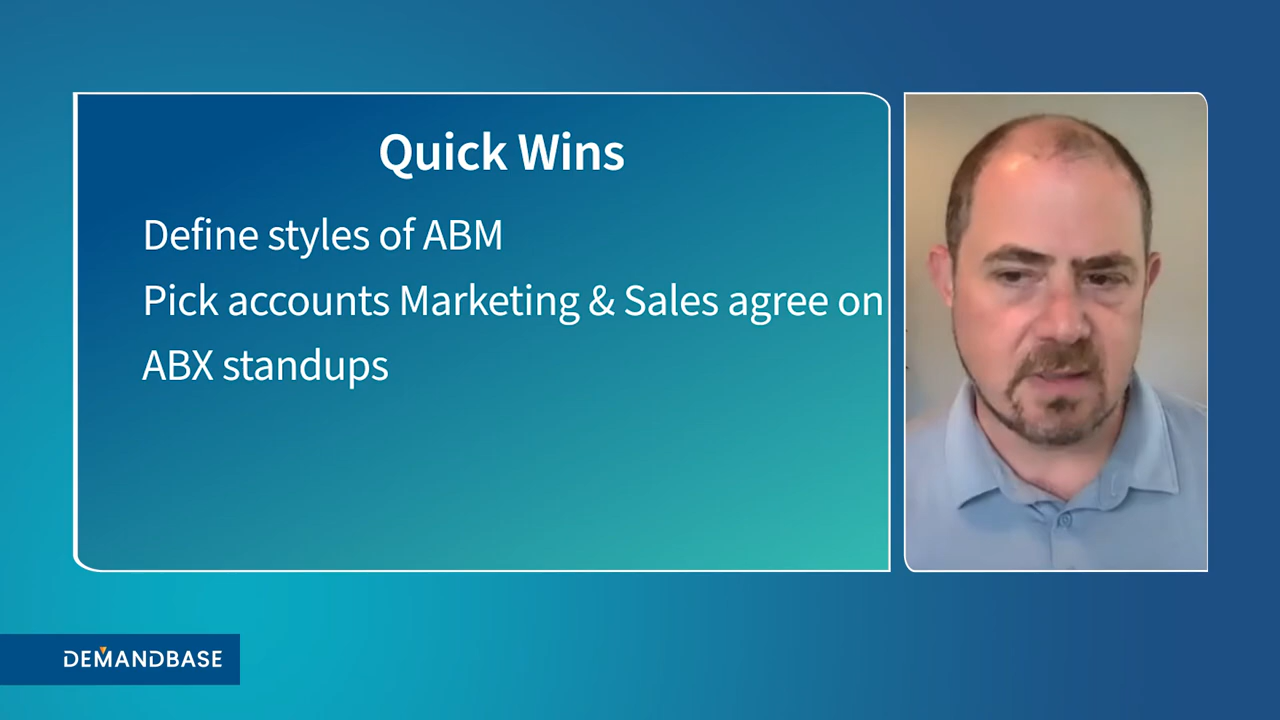 Quick Wins
Define styles of ABM
Pick accounts Marketing & Sales agree on
ABX standups
DEMANDBASE